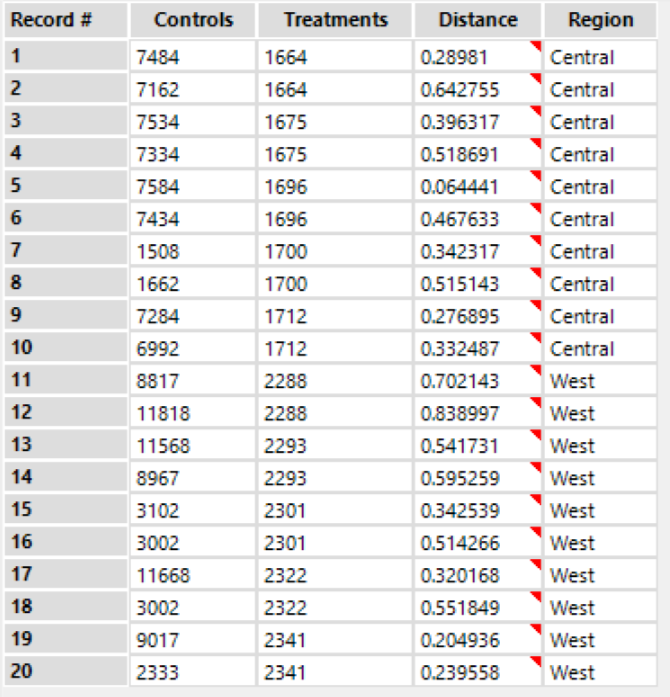 Record # Controls Treatments Distance Region
1 7484 1664 0.28981 Central
2 7162 1664 0.642755 Central
3 7534 1675 0.396317 Central
4 7334 1675 0.518691 Central
5 7584 1696 0.064441 Central
6 7434 1696 0.467633 Central
7 1508 1700 0.342317 Central
8 1662 1700 0.515143 Central
9 7284 1712 0.276895 Central
10 6992 1712 0.332487 Central
11 8817 2288 0.702143 West
12 11818 2288 0.838997 West
13 11568 2293 0.541731 West
14 8967 2293 0.595259 West
15 3102 2301 0.342539 West
16 3002 2301 0.514266 West
17 11668 2322 0.320168 West
18 3002 2322 0.551849 West
19 9017 2341 0.204936 West
20 2333 2341 0.239558 West